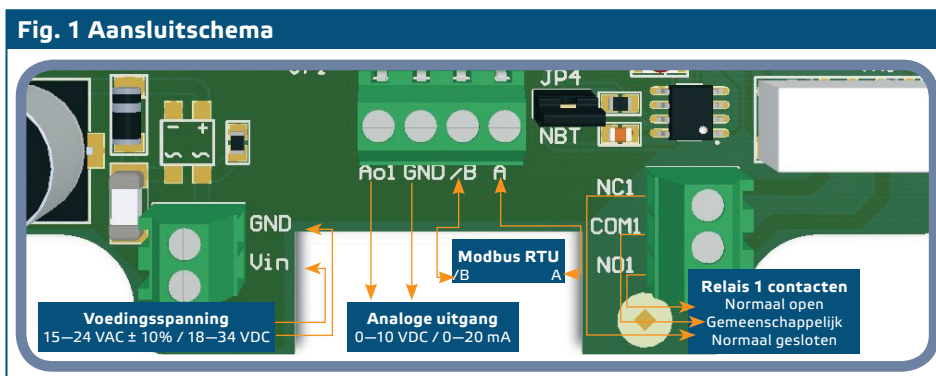 Fig. 1 Aansluitschema
JP4
NBT
Ao1 GND /B A
NC1
COM1
NO1
GND
Vin
Modbus RTU
/B A
Voedingsspanning
15—24 VAC ± 10% / 18—34 VDC
Analoge uitgang
0—10 VDC / 0—20 mA
Relais 1 contacten
Normaal open
Gemeenschappelijk
Normaal gesloten